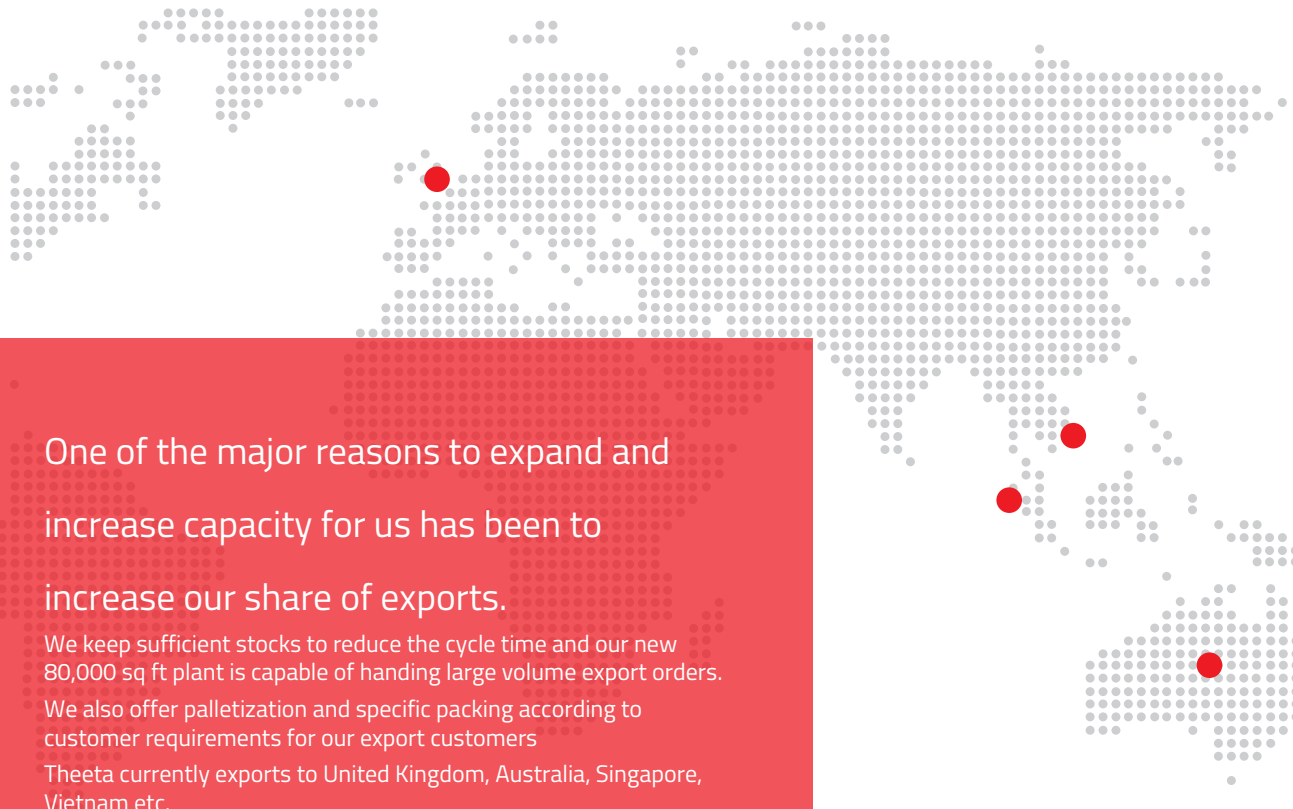 One of the major reasons to expand and
increase capacity for us has been to
increase our share of exports.
We keep sufficient stocks to reduce the cycle time and our new
80,000 sq ft plant is capable of handing large volume export orders.
We also offer palletization and specific packing according to
customer requirements for our export customers
Theeta currently exports to United Kingdom, Australia, Singapore,
Vietnam etc.